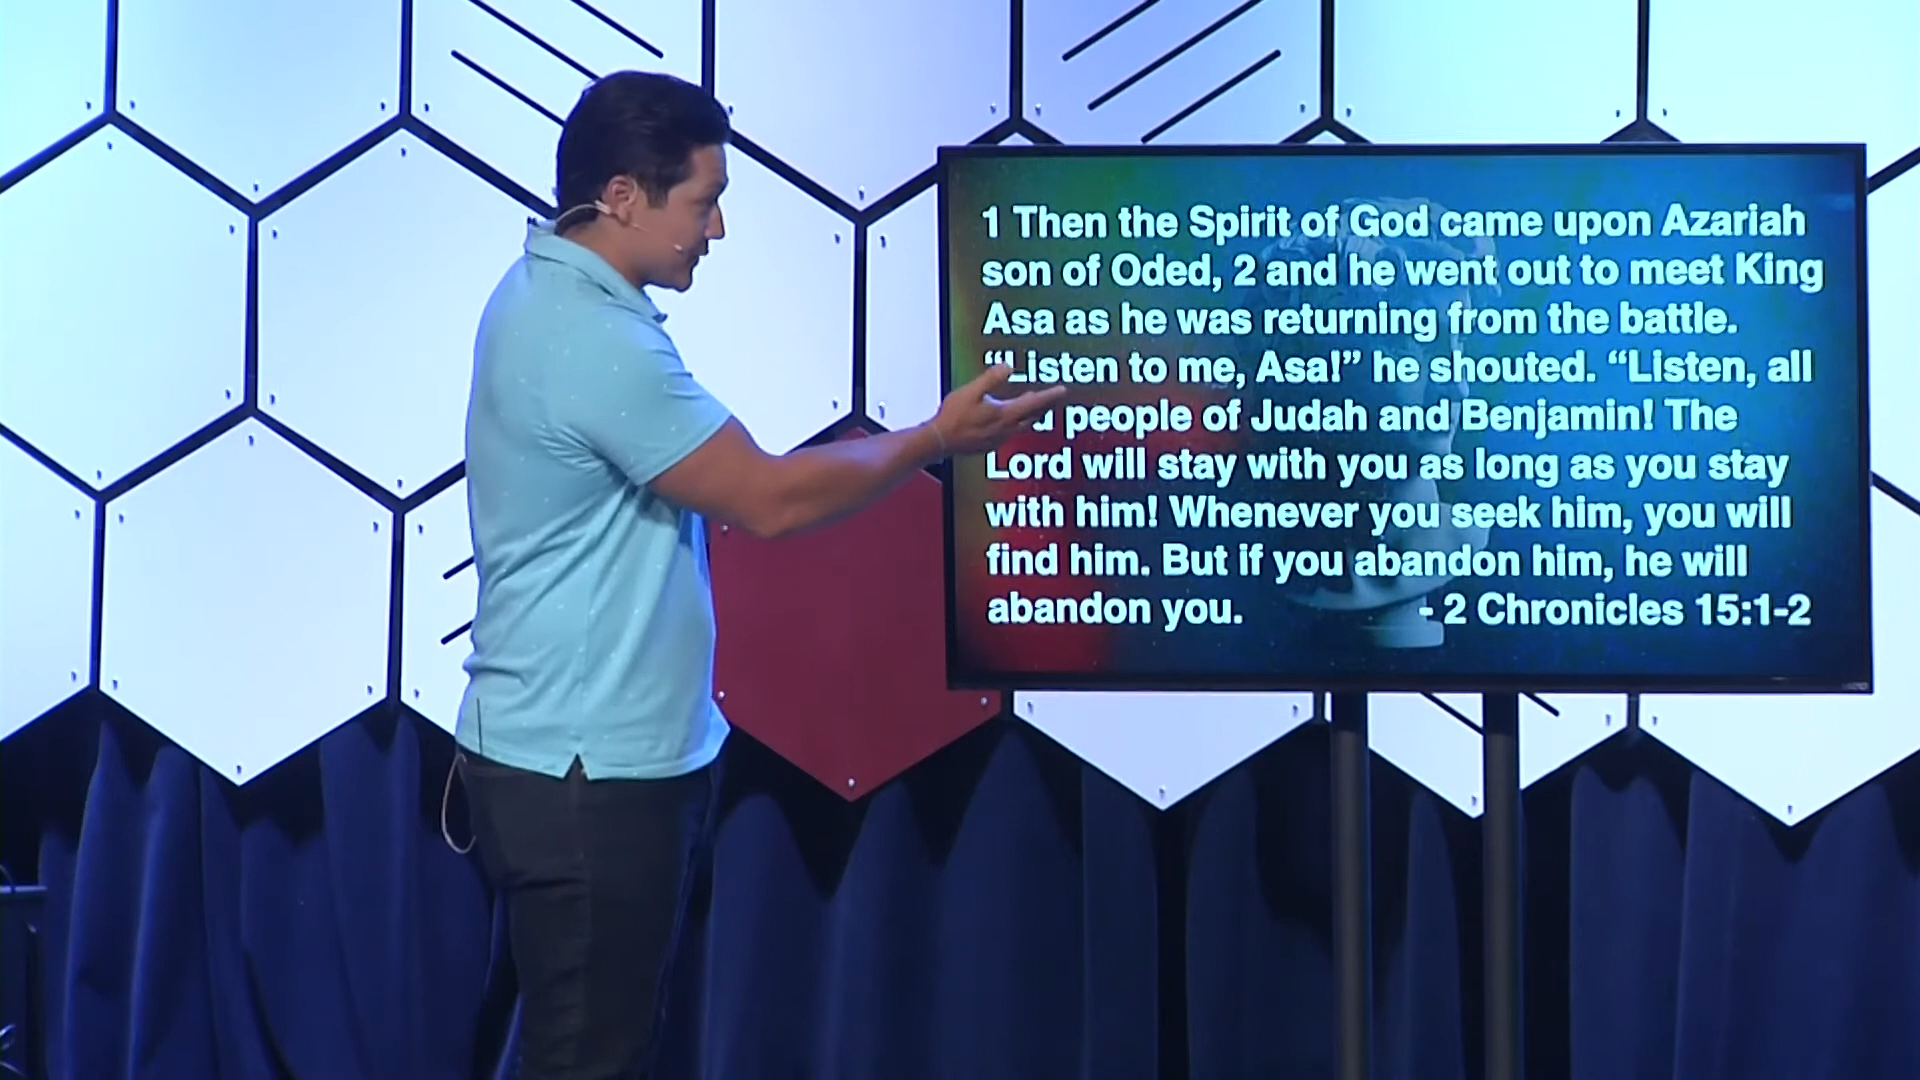 1 Then the Spirit of God came upon Azariah
son of Oded, 2 and he went out to meet King
Asa as he was returning from the battle.
“Listen to me, Asa!” he shouted. “Listen, all
people of Judah and Benjamin! The
Lord will stay with you as long as you stay
with him! Whenever you seek him, you will
find him. But if you abandon him, he will
abandon you. - 2 Chronicles 15:1-2